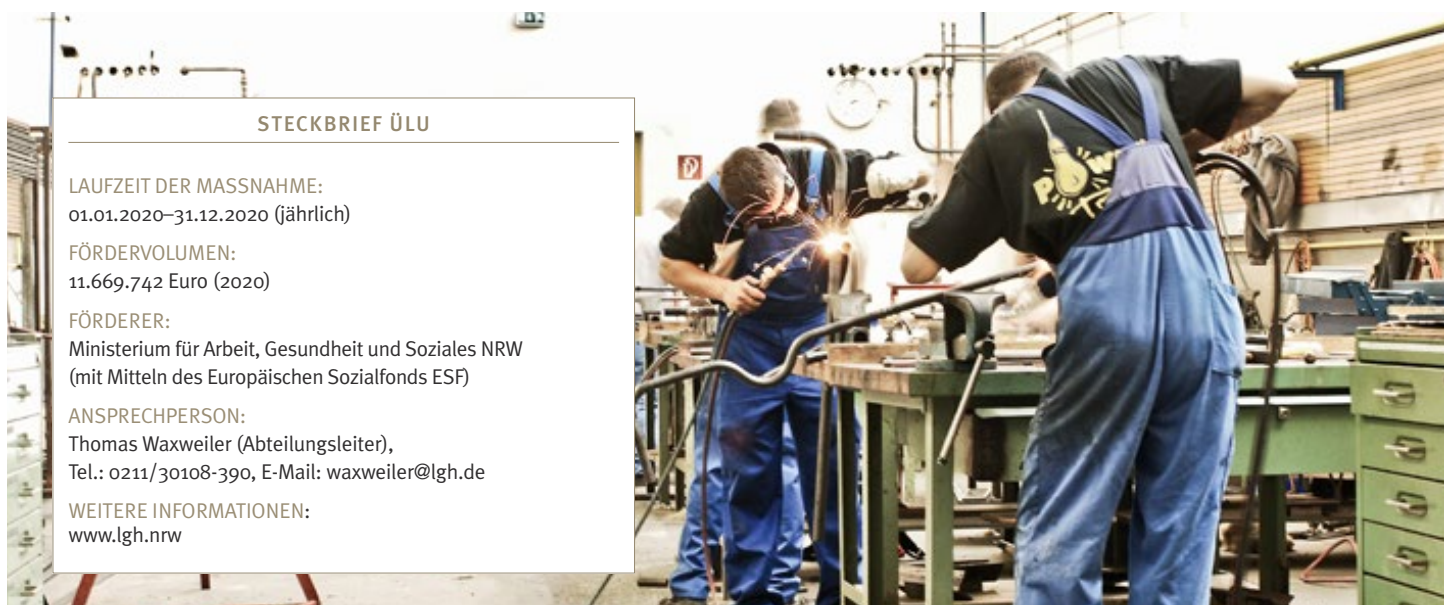 STECKBRIEF ÜLU
LAUFZEIT DER MASSNAHME:
01.01.2020–31.12.2020 (jährlich)
FÖRDERVOLUMEN:
11.669.742 Euro (2020)
FÖRDERER:
Ministerium für Arbeit, Gesundheit und Soziales NRW
(mit Mitteln des Europäischen Sozialfonds ESF)
ANSPRECHPERSON:
Thomas Waxweiler (Abteilungsleiter),
Tel.: 0211/30108-390, E-Mail: waxweiler@lgh.de
WEITERE INFORMATIONEN:
www.lgh.nrw